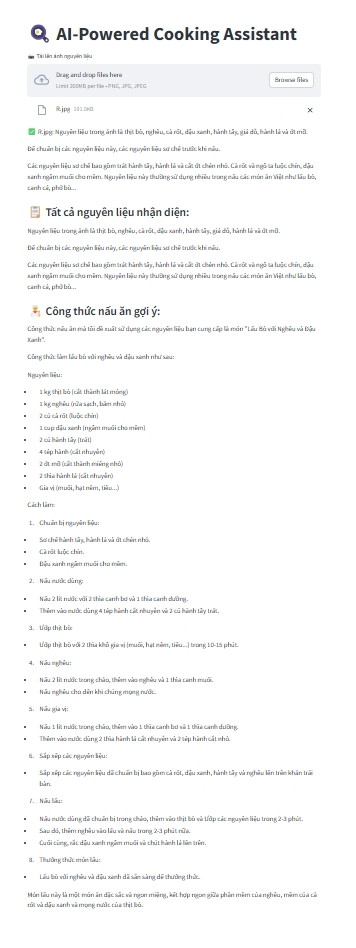 AI-Powered Cooking Assistant
Tải lên ảnh nguyên liệu
Drag and drop files here
Limit 200MB per file • PNG, JPG, JPEG
Browse files
R.jpg 191.0KB
R.jpg: Nguyên liệu trong ảnh là thịt bò, nghêu, cà rốt, đậu xanh, hành tây, giá đỗ, hành lá và ớt mỡ.
Để chuẩn bị các nguyên liệu này, các nguyên liệu sơ chế trước khi nấu.
Các nguyên liệu sơ chế bao gồm trát hành tây, hành lá và cắt ớt chén nhỏ. Cà rốt và ngô ta luộc chín, đậu
xanh ngâm muối cho mềm. Nguyên liệu này thường sử dụng nhiều trong các món ăn Việt như lẩu bò,
canh cá, phở bò...
Tất cả nguyên liệu nhận diện:
Nguyên liệu trong ảnh là thịt bò, nghêu, cà rốt, đậu xanh, hành tây, giá đỗ, hành lá và ớt mỡ.
Để chuẩn bị các nguyên liệu này, các nguyên liệu sơ chế trước khi nấu.
Các nguyên liệu sơ chế bao gồm trát hành tây, hành lá và cắt ớt chén nhỏ. Cà rốt và ngô ta luộc chín, đậu
xanh ngâm muối cho mềm. Nguyên liệu này thường sử dụng nhiều trong các món ăn Việt như lẩu bò,
canh cá, phở bò...
Công thức nấu ăn gợi ý:
Công thức nấu ăn mà tôi đề xuất sử dụng các nguyên liệu bạn cung cấp là món "Lẩu Bò với Nghêu và Đậu
Xanh".
Công thức làm lẩu bò với nghêu và đậu xanh như sau:
Nguyên liệu:
• 1 kg thịt bò (cắt thành lát mỏng)
• 1 kg nghêu (rửa sạch, băm nhỏ)
• 2 củ cà rốt (luộc chín)
• 1 cup đậu xanh (ngâm muối cho mềm)
• 2 củ hành tây (trát)
• 4 tép hành (cắt nhuyên)
• 2 ớt mỡ (cắt thành miếng nhỏ)
• 2 thìa hành lá (cắt nhuyên)
• Gia vị (muối, hạt nêm, tiêu...)
Cách làm:
1. Chuẩn bị nguyên liệu:
• Sơ chế hành tây, hành lá và ớt chén nhỏ.
• Cà rốt luộc chín.
• Đậu xanh ngâm muối cho mềm.
2. Nấu nước dùng:
• Nấu 2 lít nước với 2 thìa canh bơ và 1 thìa canh đường.
• Thêm vào nước dùng 4 tép hành cắt nhuyên và 2 củ hành tây trát.
3. Ướp thịt bò:
• Ướp thịt bò với 2 thìa khô gia vị (muối, hạt nêm, tiêu...) trong 10-15 phút.
4. Nấu nghêu:
• Nấu 2 lít nước trong chảo, thêm vào nghêu và 1 thìa canh muối.
• Nấu nghêu cho đến khi chúng mọng nước.
5. Nấu gia vị:
• Nấu 1 lít nước trong chảo, thêm vào 1 thìa canh bơ và 1 thìa canh đường.
• Thêm vào nước dùng 2 thìa hành lá cắt nhuyên và 2 tép hành cắt nhỏ.
6. Sắp xếp các nguyên liệu:
• Sắp xếp các nguyên liệu đã chuẩn bị bao gồm cà rốt, đậu xanh, hành tây và nghêu lên trên khăn trải
bàn.
7. Nấu lẩu:
• Nấu nước dùng đã chuẩn bị trong chảo, thêm vào thịt bò và ướp các nguyên liệu trong 2-3 phút.
• Sau đó, thêm nghêu vào lẩu và nấu trong 2-3 phút nữa.
• Cuối cùng, rắc đậu xanh ngâm muối và chút hành lá lên trên.
8. Thưởng thức món lẩu:
• Lẩu bò với nghêu và đậu xanh đã sẵn sàng để thưởng thức.
Món lẩu này là một món ăn đặc sắc và ngon miệng, kết hợp ngon giữa phần mềm của nghêu, mềm của cà
rốt và đậu xanh và mọng nước của thịt bò.